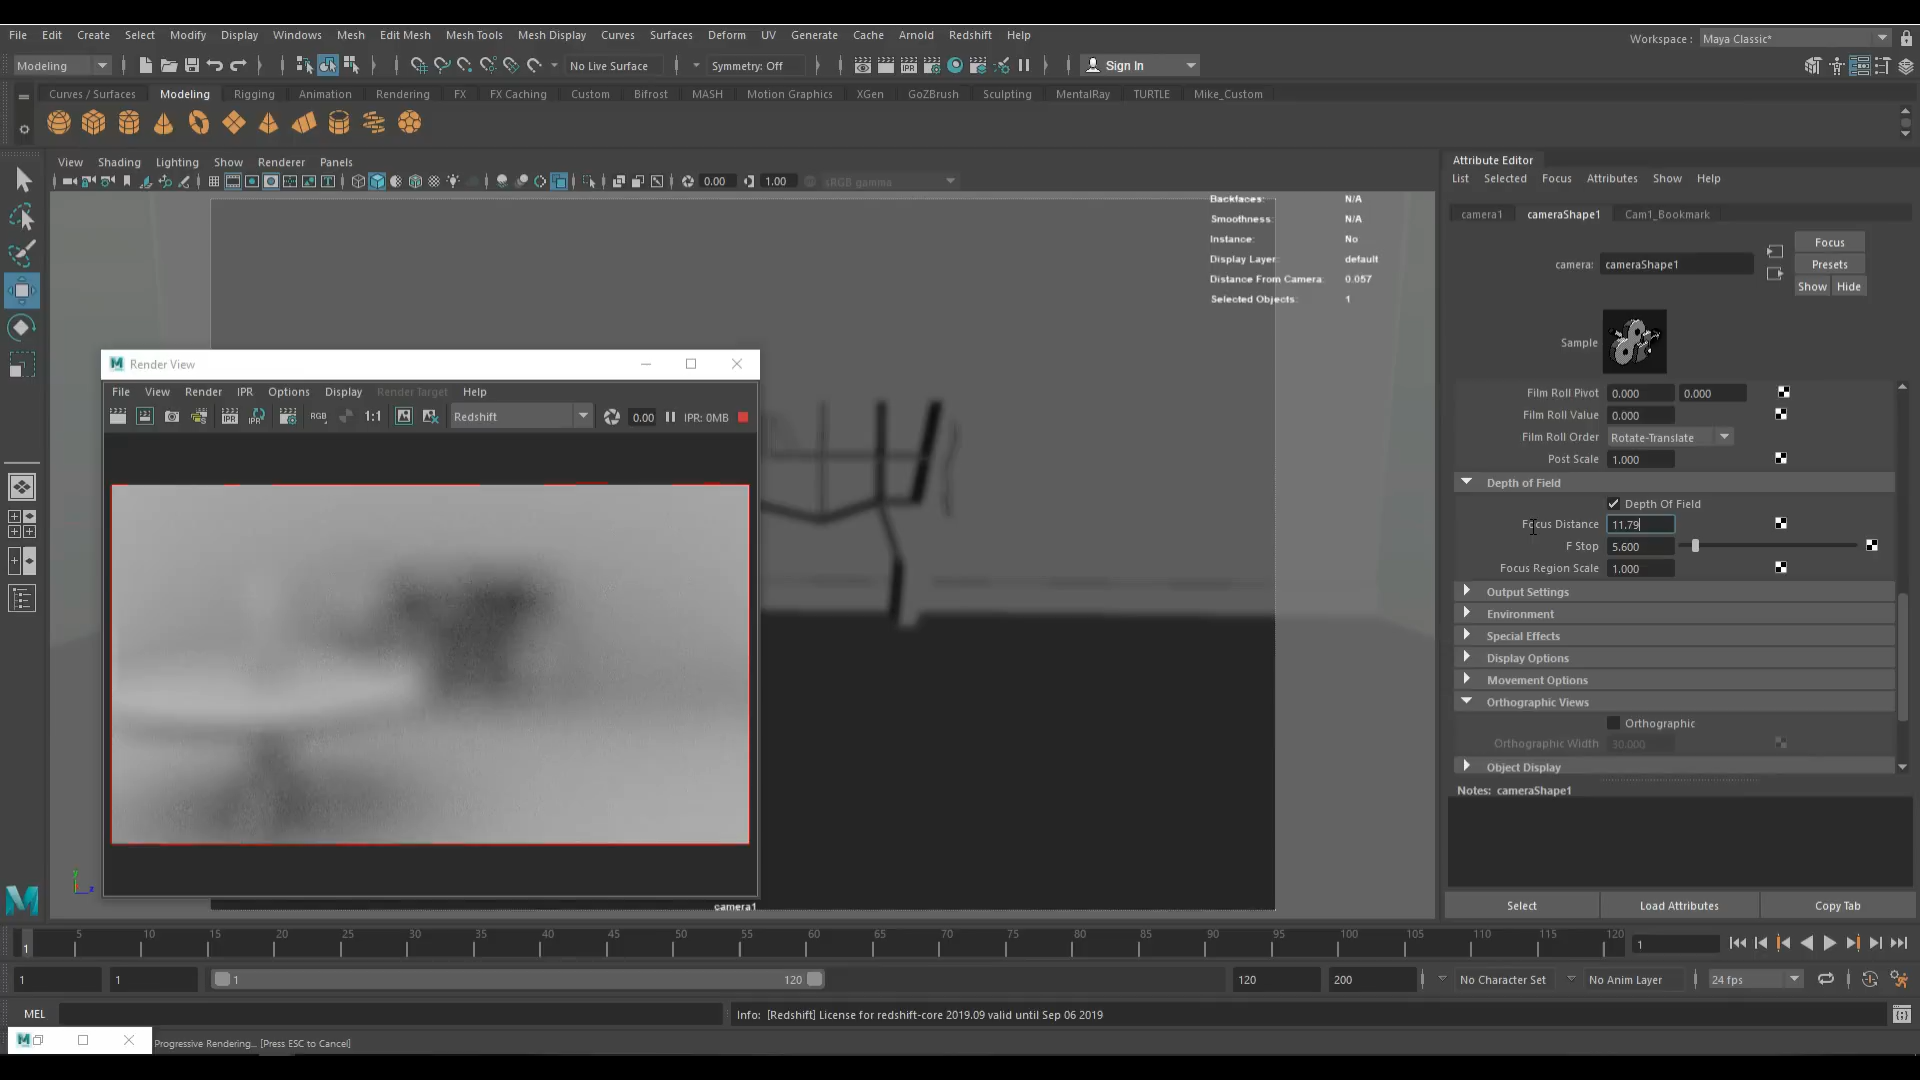 File Edit Create Select Modify Display Windows Mesh Edit Mesh Mesh Tools Mesh Display Curves Surfaces Deform UV Generate Cache Arnold Redshift Help
Workspace : Maya Classic*
Modeling No Live Surface Symmetry: Off Sign In
Curves / Surfaces Modeling Rigging Animation Rendering FX FX Caching Custom Bifrost MASH Motion Graphics XGen GoZBrush Sculpting MentalRay TURTLE Mike_Custom
View Shading Lighting Show Renderer Panels
0.00 1.00 sRGB gamma
Backfaces: N/A
Smoothness: N/A
Instance: No
Display Layer: default
Distance From Camera: 0.057
Selected Objects: 1
Render View
File View Render IPR Options Display Render Target Help
IPR IPR RGB 1:1 Redshift 0.00 IPR: 0MB
camera1
Attribute Editor
List Selected Focus Attributes Show Help
camera1 cameraShape1 Cam1_Bookmark
camera: cameraShape1
Focus
Presets
Show Hide
Sample
Film Roll Pivot 0.000 0.000
Film Roll Value 0.000
Film Roll Order Rotate-Translate
Post Scale 1.000
Depth of Field
Depth Of Field
Focus Distance 11.79
F Stop 5.600
Focus Region Scale 1.000
Output Settings
Environment
Special Effects
Display Options
Movement Options
Orthographic Views
Orthographic
Orthographic Width 30.000
Object Display
Notes: cameraShape1
Select Load Attributes Copy Tab
5 10 15 20 25 30 35 40 45 50 55 60 65 70 75 80 85 90 95 100 105 110 115 120
1 1
1 1 1 120 120 200 No Character Set No Anim Layer 24 fps
MEL Info: [Redshift] License for redshift-core 2019.09 valid until Sep 06 2019
Progressive Rendering... [Press ESC to Cancel]